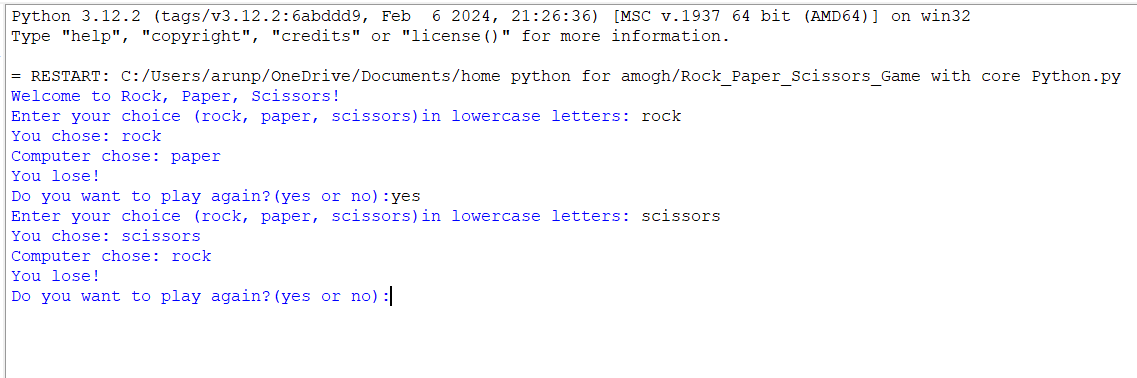 Python 3.12.2 (tags/v3.12.2:6abddd9, Feb  6 2024, 21:26:36) [MSC v.1937 64 bit (AMD64)] on win32
Type "help", "copyright", "credits" or "license()" for more information.
= RESTART: C:/Users/arunp/OneDrive/Documents/home python for amogh/Rock_Paper_Scissors_Game with core Python.py
Welcome to Rock, Paper, Scissors!
Enter your choice (rock, paper, scissors)in lowercase letters: rock
You chose: rock
Computer chose: paper
You lose!
Do you want to play again?(yes or no):yes
Enter your choice (rock, paper, scissors)in lowercase letters: scissors
You chose: scissors
Computer chose: rock
You lose!
Do you want to play again?(yes or no):